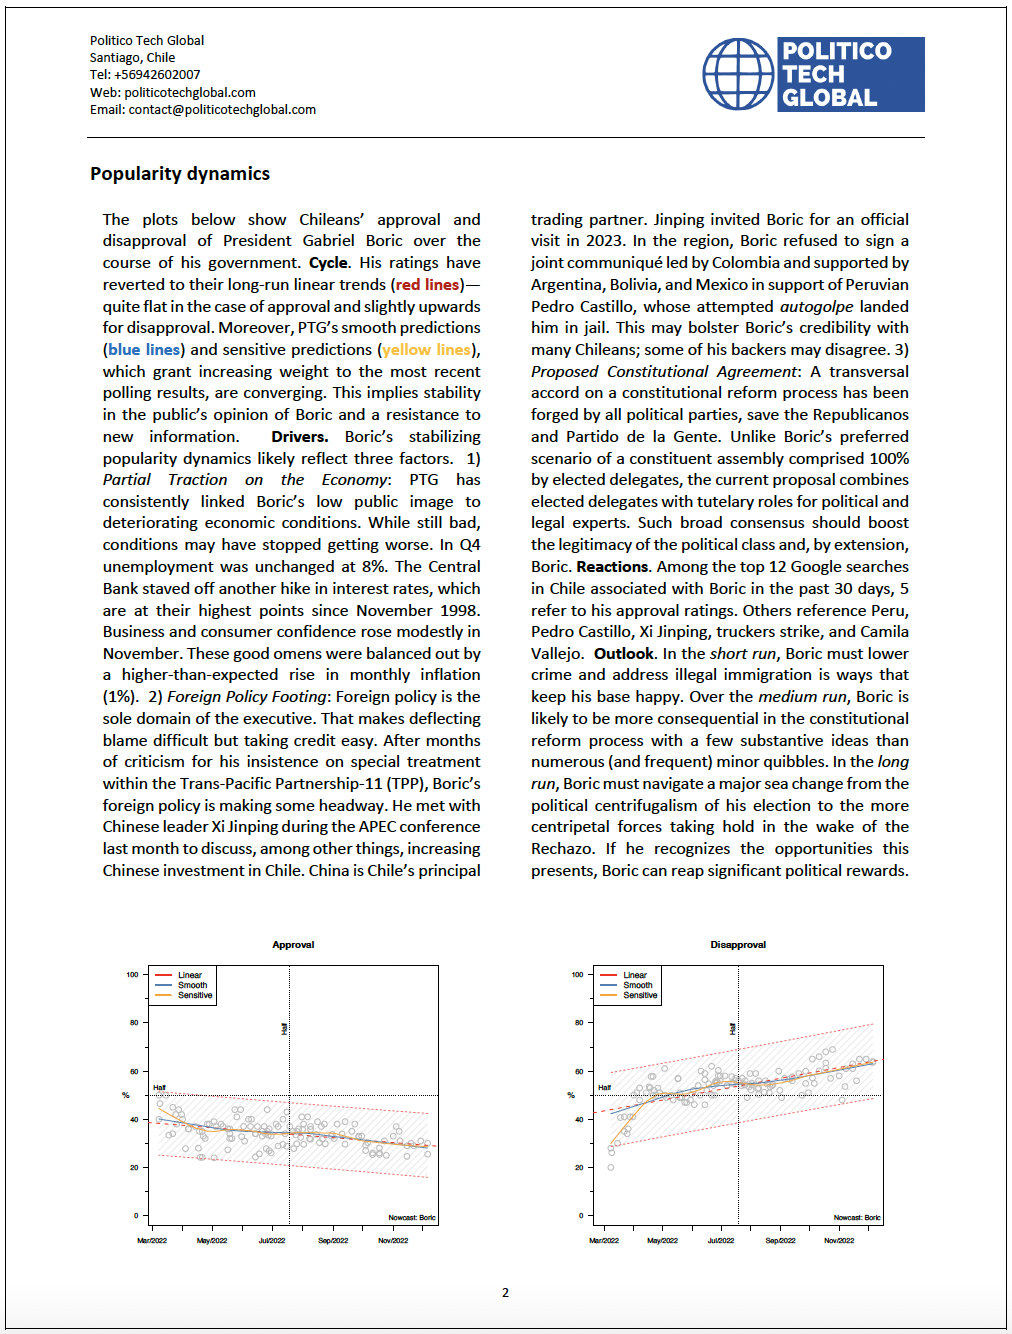 Politico Tech Global
Santiago, Chile
Tel: +56942602007
Web: politicotechglobal.com
Email: contact@politicotechglobal.com
POLITICO
TECH
GLOBAL
Popularity dynamics
The plots below show Chileans’ approval and
disapproval of President Gabriel Boric over the
course of his government. Cycle. His ratings have
reverted to their long-run linear trends (red lines)—
quite flat in the case of approval and slightly upwards
for disapproval. Moreover, PTG’s smooth predictions
(blue lines) and sensitive predictions (yellow lines),
which grant increasing weight to the most recent
polling results, are converging. This implies stability
in the public’s opinion of Boric and a resistance to
new information. Drivers. Boric’s stabilizing
popularity dynamics likely reflect three factors. 1)
Partial Traction on the Economy: PTG has
consistently linked Boric’s low public image to
deteriorating economic conditions. While still bad,
conditions may have stopped getting worse. In Q4
unemployment was unchanged at 8%. The Central
Bank staved off another hike in interest rates, which
are at their highest points since November 1998.
Business and consumer confidence rose modestly in
November. These good omens were balanced out by
a higher-than-expected rise in monthly inflation
(1%). 2) Foreign Policy Footing: Foreign policy is the
sole domain of the executive. That makes deflecting
blame difficult but taking credit easy. After months
of criticism for his insistence on special treatment
within the Trans-Pacific Partnership-11 (TPP), Boric’s
foreign policy is making some headway. He met with
Chinese leader Xi Jinping during the APEC conference
last month to discuss, among other things, increasing
Chinese investment in Chile. China is Chile’s principal
trading partner. Jinping invited Boric for an official
visit in 2023. In the region, Boric refused to sign a
joint communiqué led by Colombia and supported by
Argentina, Bolivia, and Mexico in support of Peruvian
Pedro Castillo, whose attempted autogolpe landed
him in jail. This may bolster Boric’s credibility with
many Chileans; some of his backers may disagree. 3)
Proposed Constitutional Agreement: A transversal
accord on a constitutional reform process has been
forged by all political parties, save the Republicanos
and Partido de la Gente. Unlike Boric’s preferred
scenario of a constituent assembly comprised 100%
by elected delegates, the current proposal combines
elected delegates with tutelary roles for political and
legal experts. Such broad consensus should boost
the legitimacy of the political class and, by extension,
Boric. Reactions. Among the top 12 Google searches
in Chile associated with Boric in the past 30 days, 5
refer to his approval ratings. Others reference Peru,
Pedro Castillo, Xi Jinping, truckers strike, and Camila
Vallejo. Outlook. In the short run, Boric must lower
crime and address illegal immigration is ways that
keep his base happy. Over the medium run, Boric is
likely to be more consequential in the constitutional
reform process with a few substantive ideas than
numerous (and frequent) minor quibbles. In the long
run, Boric must navigate a major sea change from the
political centrifugalism of his election to the more
centripetal forces taking hold in the wake of the
Rechazo. If he recognizes the opportunities this
presents, Boric can reap significant political rewards.
Approval
100
80
60
%
40
20
0
Linear
Smooth
Sensitive
Half
Half
Nowcast: Boric
Mar/2022 May/2022 Jul/2022 Sep/2022 Nov/2022
Disapproval
100
80
60
%
40
20
0
Linear
Smooth
Sensitive
Half
Half
Nowcast: Boric
Mar/2022 May/2022 Jul/2022 Sep/2022 Nov/2022
2